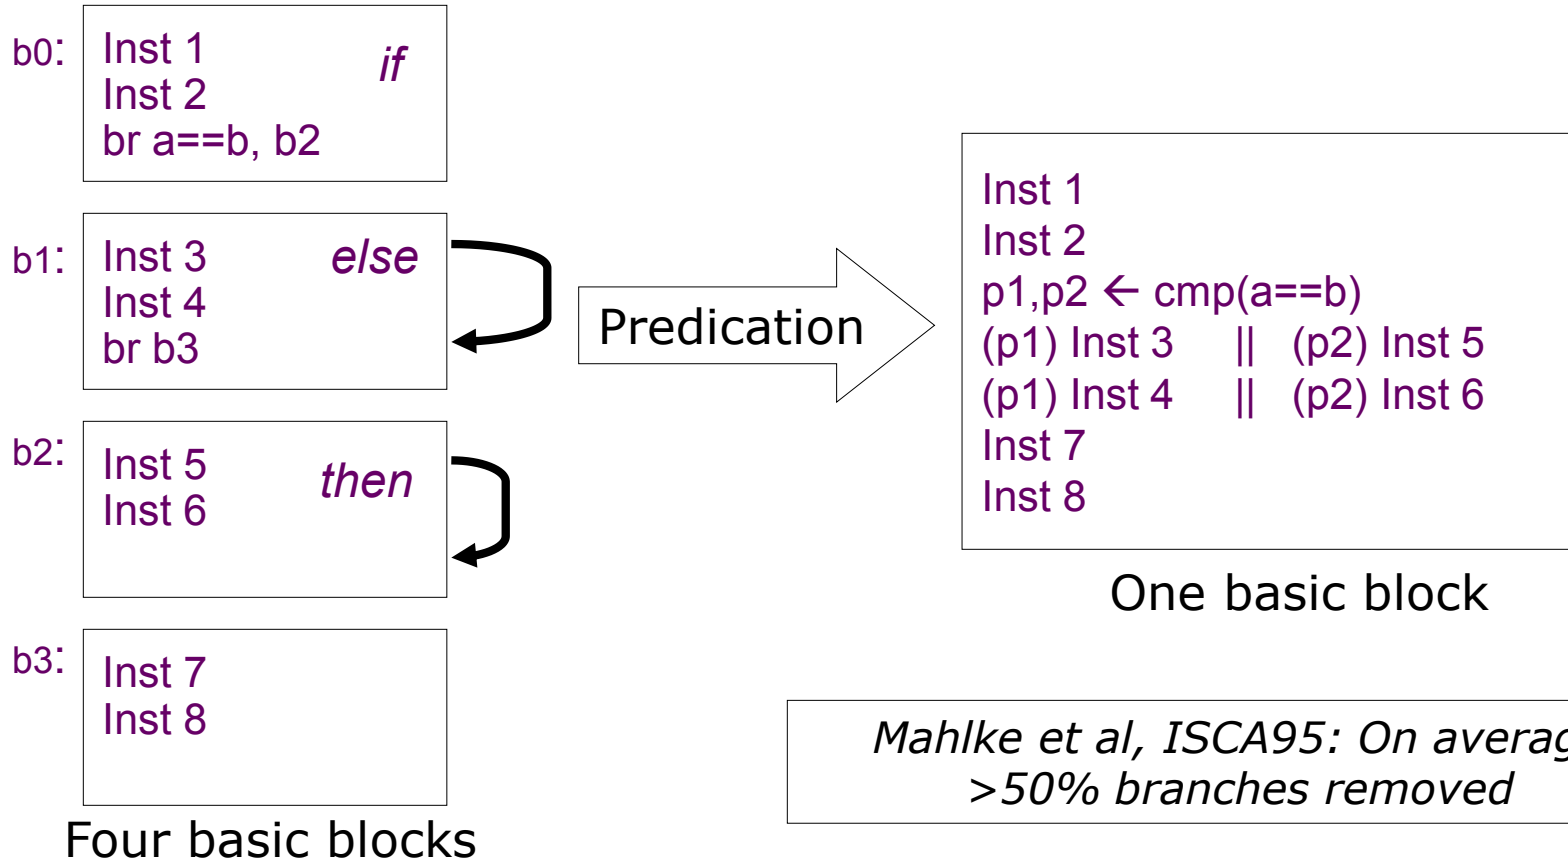 b0:
Inst 1
if
Inst 2
br a==b, b2
b1:
Inst 3
else
Inst 4
br b3
b2:
Inst 5
then
Inst 6
b3:
Inst 7
Inst 8
Four basic blocks
Predication
Inst 1
Inst 2
p1,p2 ← cmp(a==b)
(p1) Inst 3 || (p2) Inst 5
(p1) Inst 4 || (p2) Inst 6
Inst 7
Inst 8
One basic block
Mahlke et al, ISCA95: On averag
>50% branches removed